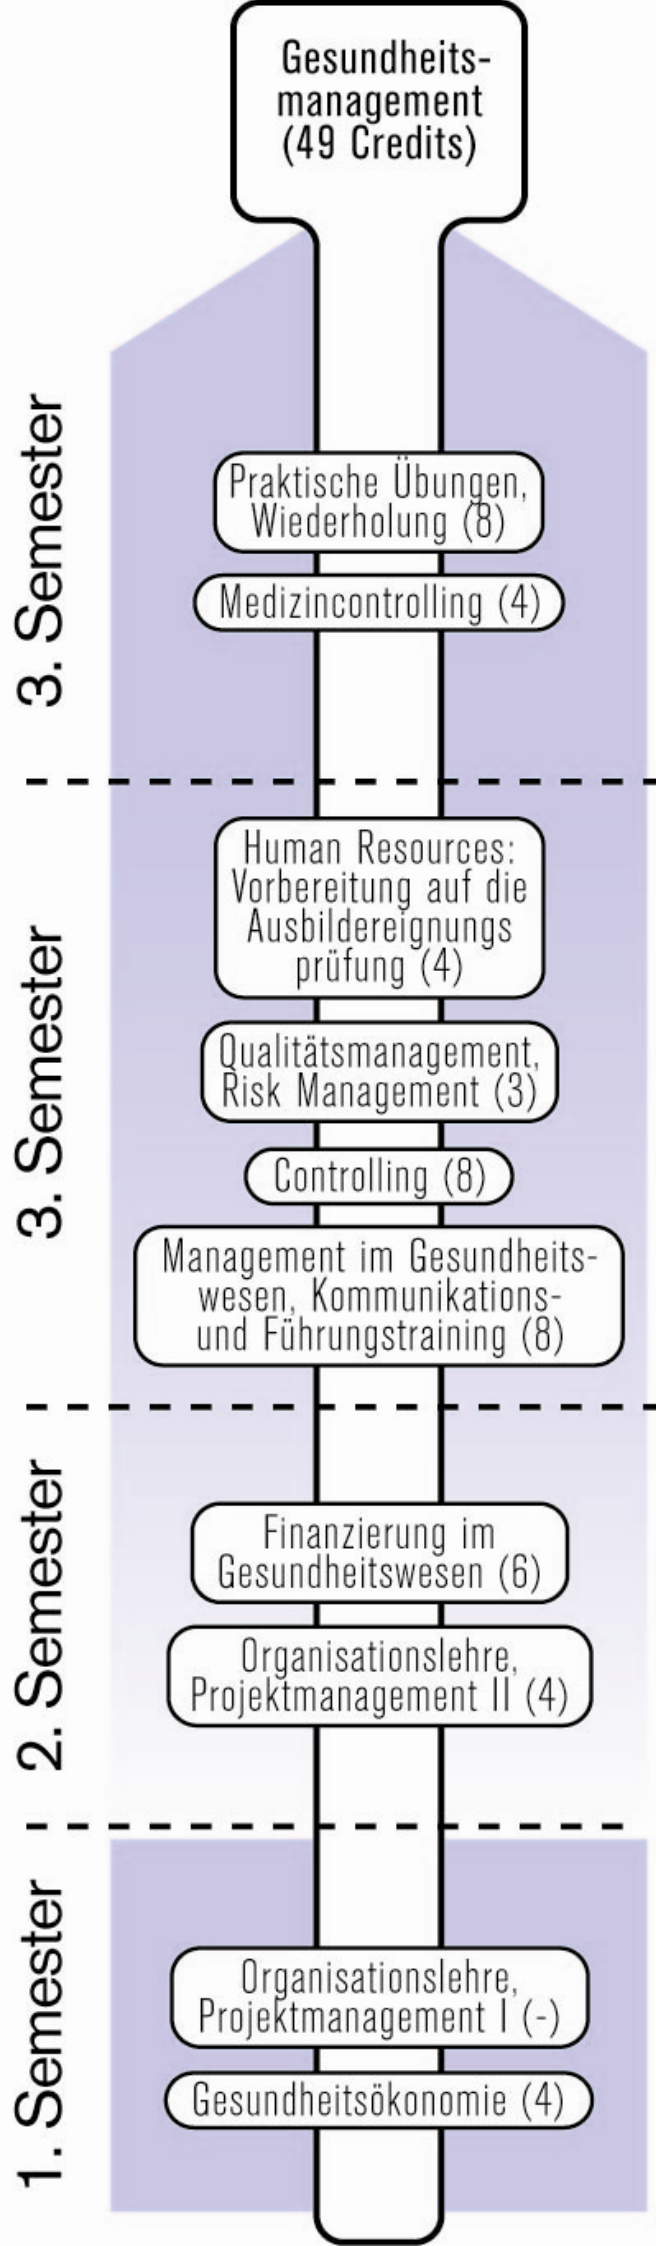 Gesundheits-
management
(49 Credits)
3. Semester
Praktische Übungen,
Wiederholung (8)
Medizincontrolling (4)
3. Semester
Human Resources:
Vorbereitung auf die
Ausbildereignungs
prüfung (4)
Qualitätsmanagement,
Risk Management (3)
Controlling (8)
Management im Gesundheits-
wesen, Kommunikations-
und Führungstraining (8)
2. Semester
Finanzierung im
Gesundheitswesen (6)
Organisationslehre,
Projektmanagement II (4)
1. Semester
Organisationslehre,
Projektmanagement I (-)
Gesundheitsökonomie (4)